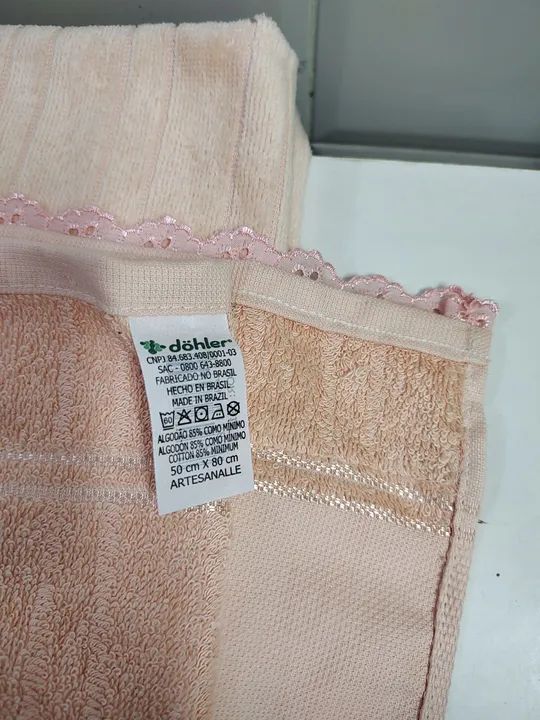 döhler
CNPJ 84.683.408/0001-03
SAC - 0800 643-8800
FABRICADO NO BRASIL
HECHO EN BRASIL
MADE IN BRAZIL
60
ALGODÃO 85% COMO MÍNIMO
ALGODÓN 85% COMO MÍNIMO
COTTON 85% MINIMUM
50 cm X 80 cm
ARTESANALLE